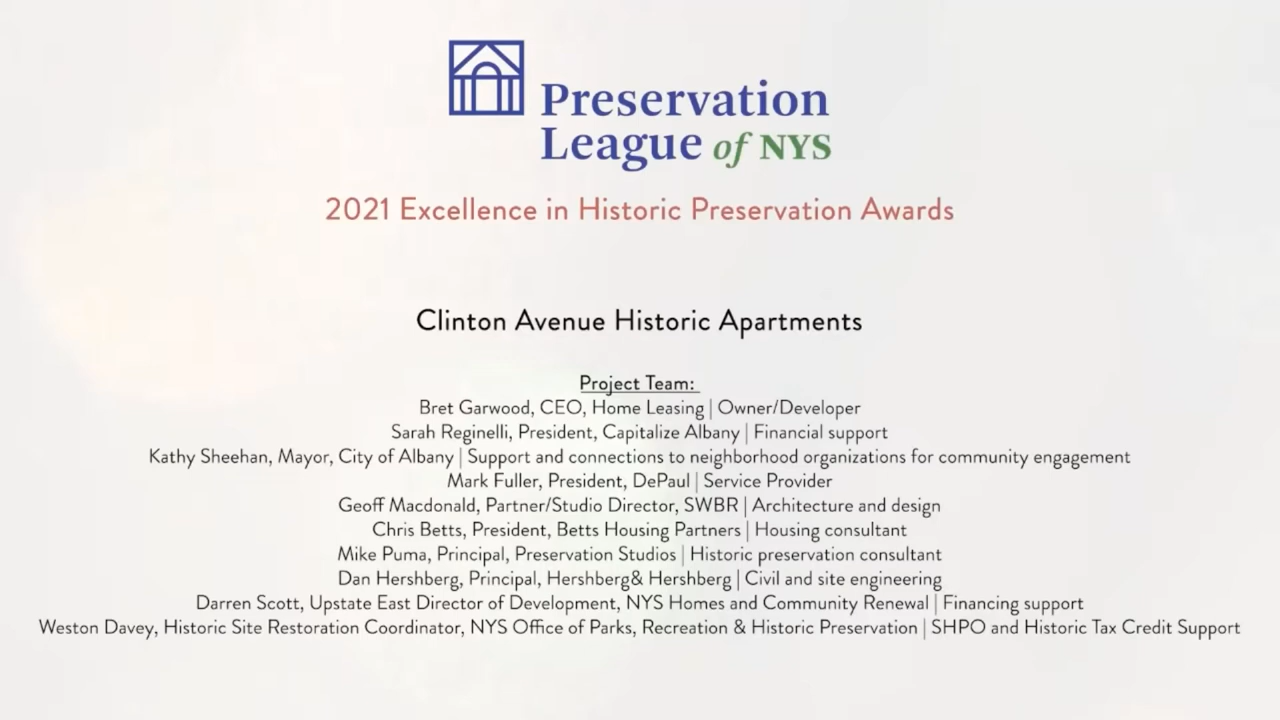 Preservation
League of NYS
2021 Excellence in Historic Preservation Awards
Clinton Avenue Historic Apartments
Project Team:
Bret Garwood, CEO, Home Leasing | Owner/Developer
Sarah Reginelli, President, Capitalize Albany | Financial support
Kathy Sheehan, Mayor, City of Albany | Support and connections to neighborhood organizations for community engagement
Mark Fuller, President, DePaul | Service Provider
Geoff Macdonald, Partner/Studio Director, SWBR | Architecture and design
Chris Betts, President, Betts Housing Partners | Housing consultant
Mike Puma, Principal, Preservation Studios | Historic preservation consultant
Dan Hershberg, Principal, Hershberg& Hershberg | Civil and site engineering
Darren Scott, Upstate East Director of Development, NYS Homes and Community Renewal | Financing support
Weston Davey, Historic Site Restoration Coordinator, NYS Office of Parks, Recreation & Historic Preservation | SHPO and Historic Tax Credit Support